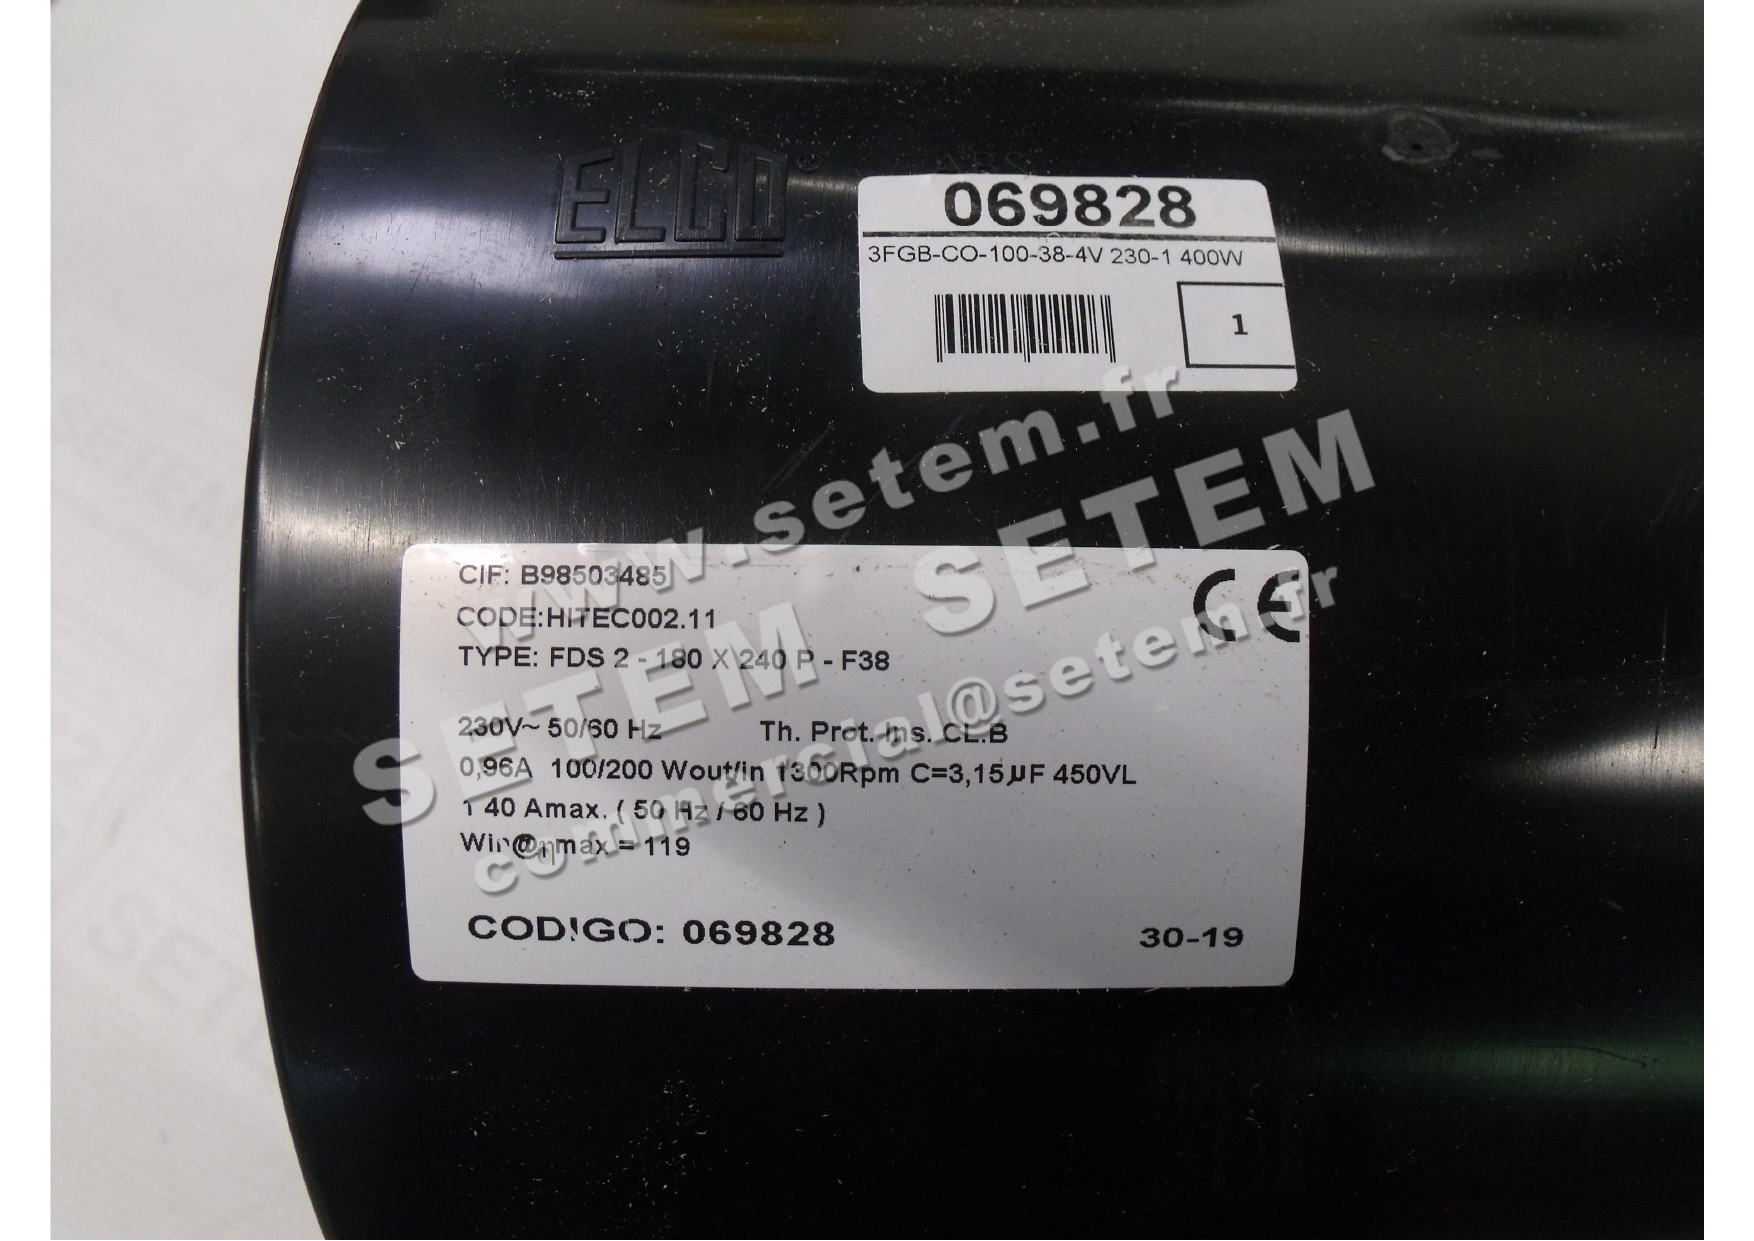 ELCO®
ABS
069828
3FGB-CO-100-38-4V 230-1 400W
1
www.setem.fr
SETEM SETEM
commercial@setem.fr
CIF: B98503485
CODE:HITEC002.11
TYPE: FDS 2 - 180 X 240 P - F38
230V~ 50/60 Hz Th. Prot. Ins. CL.B
0,96A 100/200 Wout/in 1300Rpm C=3,15µF 450VL
1 40 Amax. ( 50 Hz / 60 Hz )
Win@ηmax = 119
CODIGO: 069828 30-19
CE